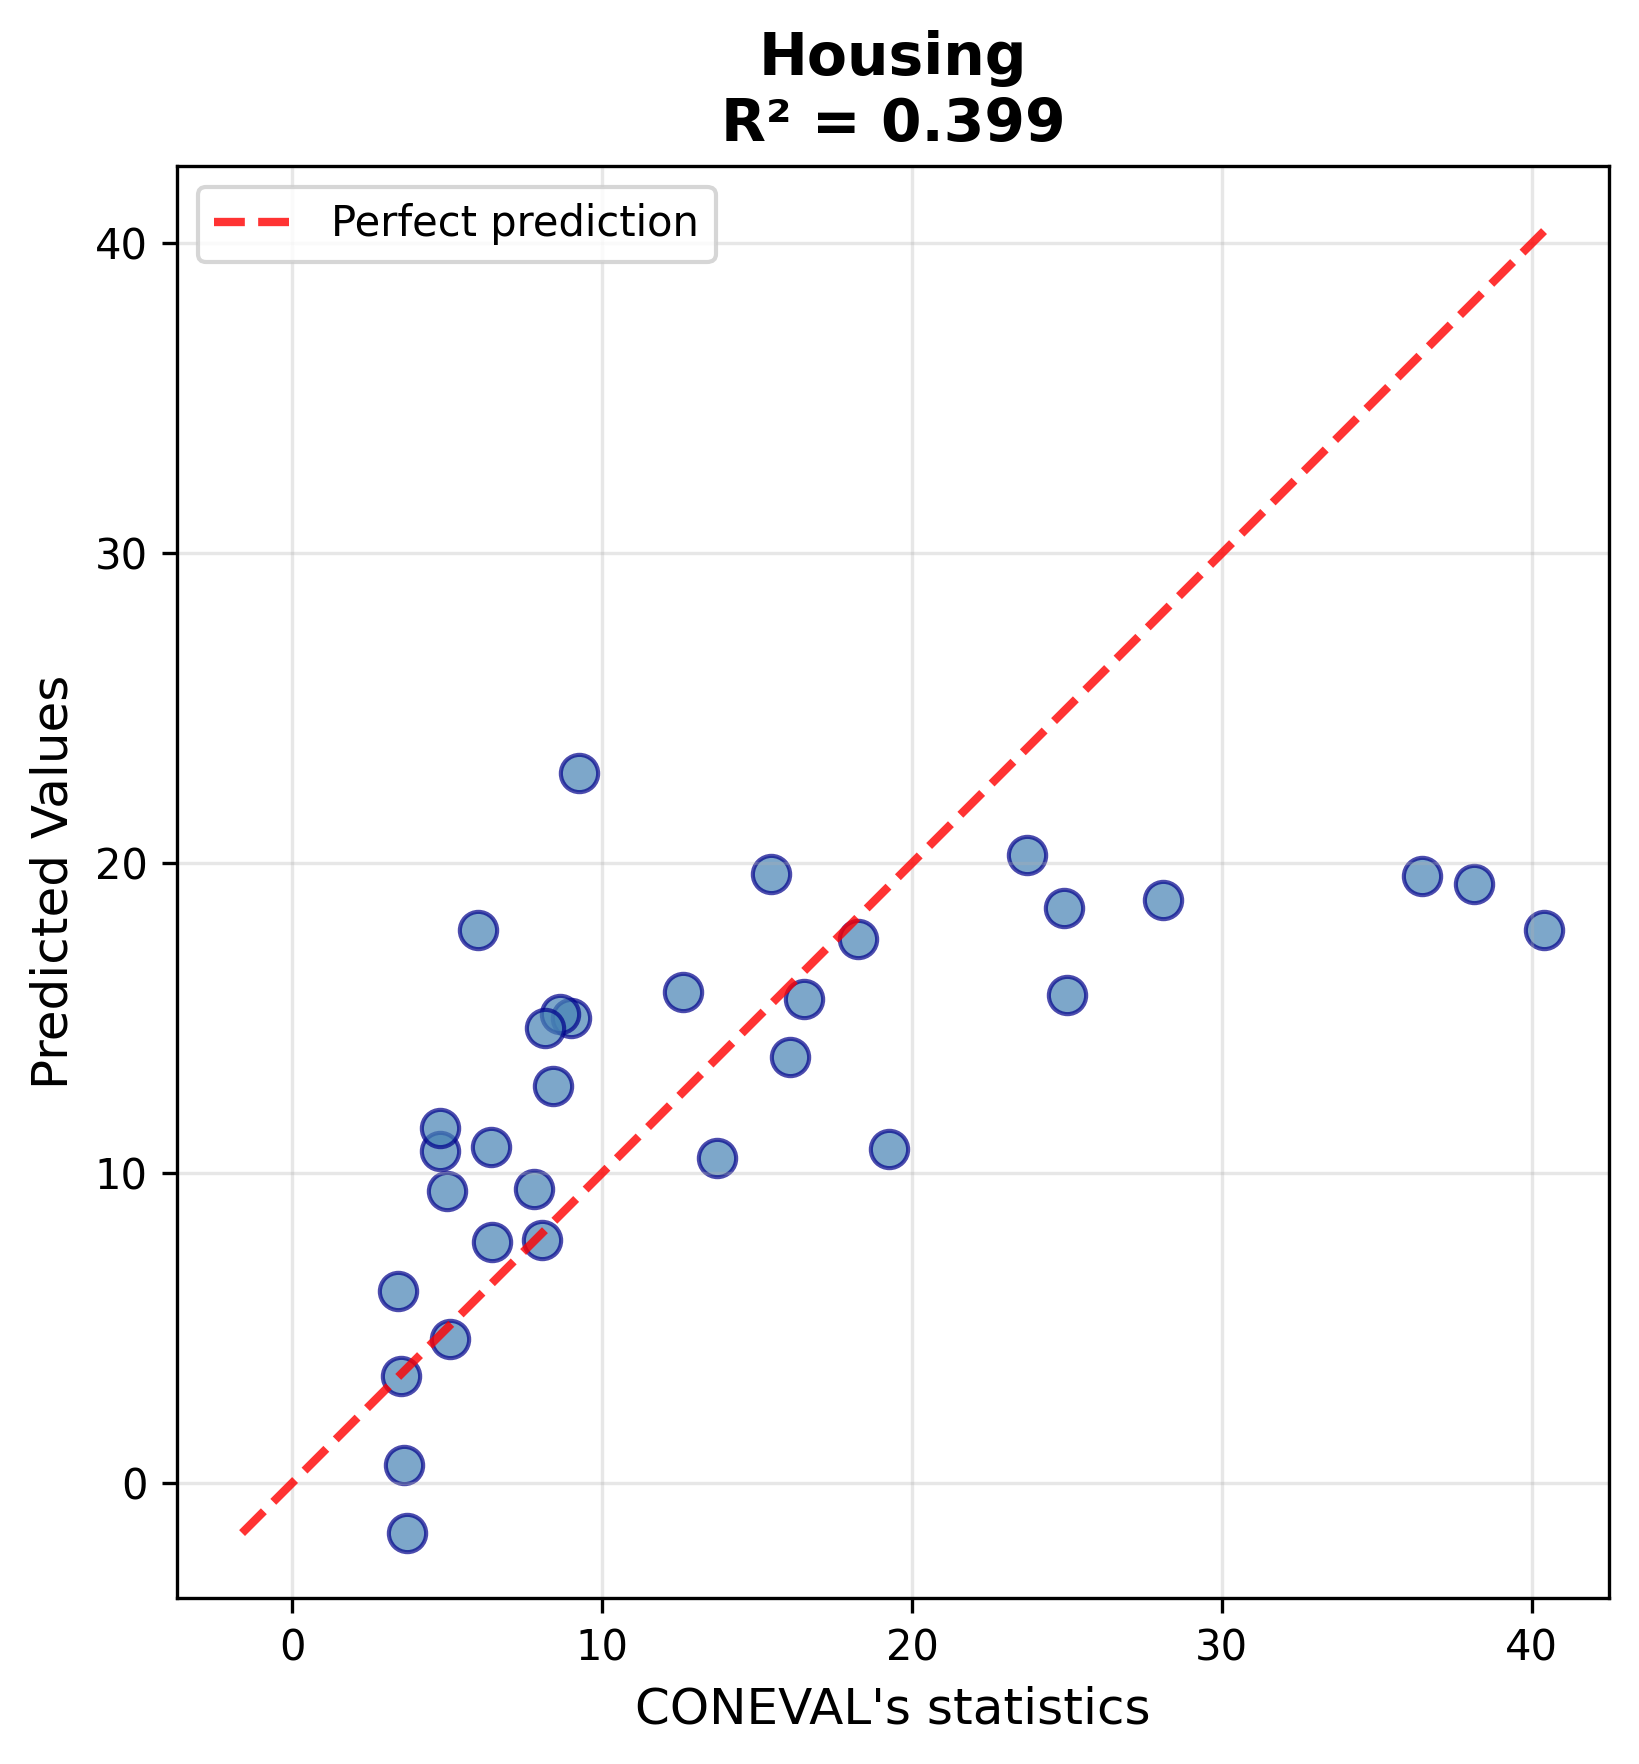 Housing
R² = 0.399
Perfect prediction
40
30
20
10
0
Predicted Values
0
10
20
30
40
CONEVAL's statistics